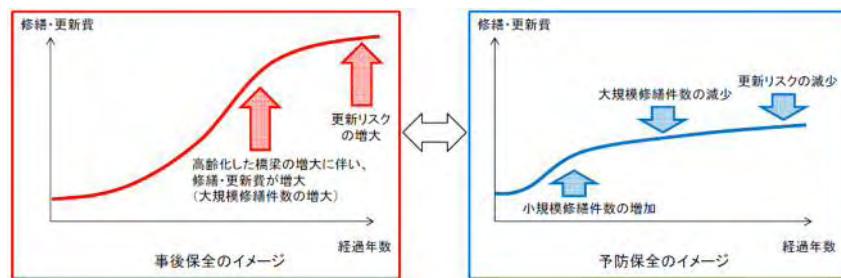 修繕・更新費
更新リスク
の増大
高齢化した橋梁の増大に伴い、
修繕・更新費が増大
（大規模修繕件数の増大）
経過年数
事後保全のイメージ
修繕・更新費
更新リスクの減少
大規模修繕件数の減少
小規模修繕件数の増加
経過年数
予防保全のイメージ